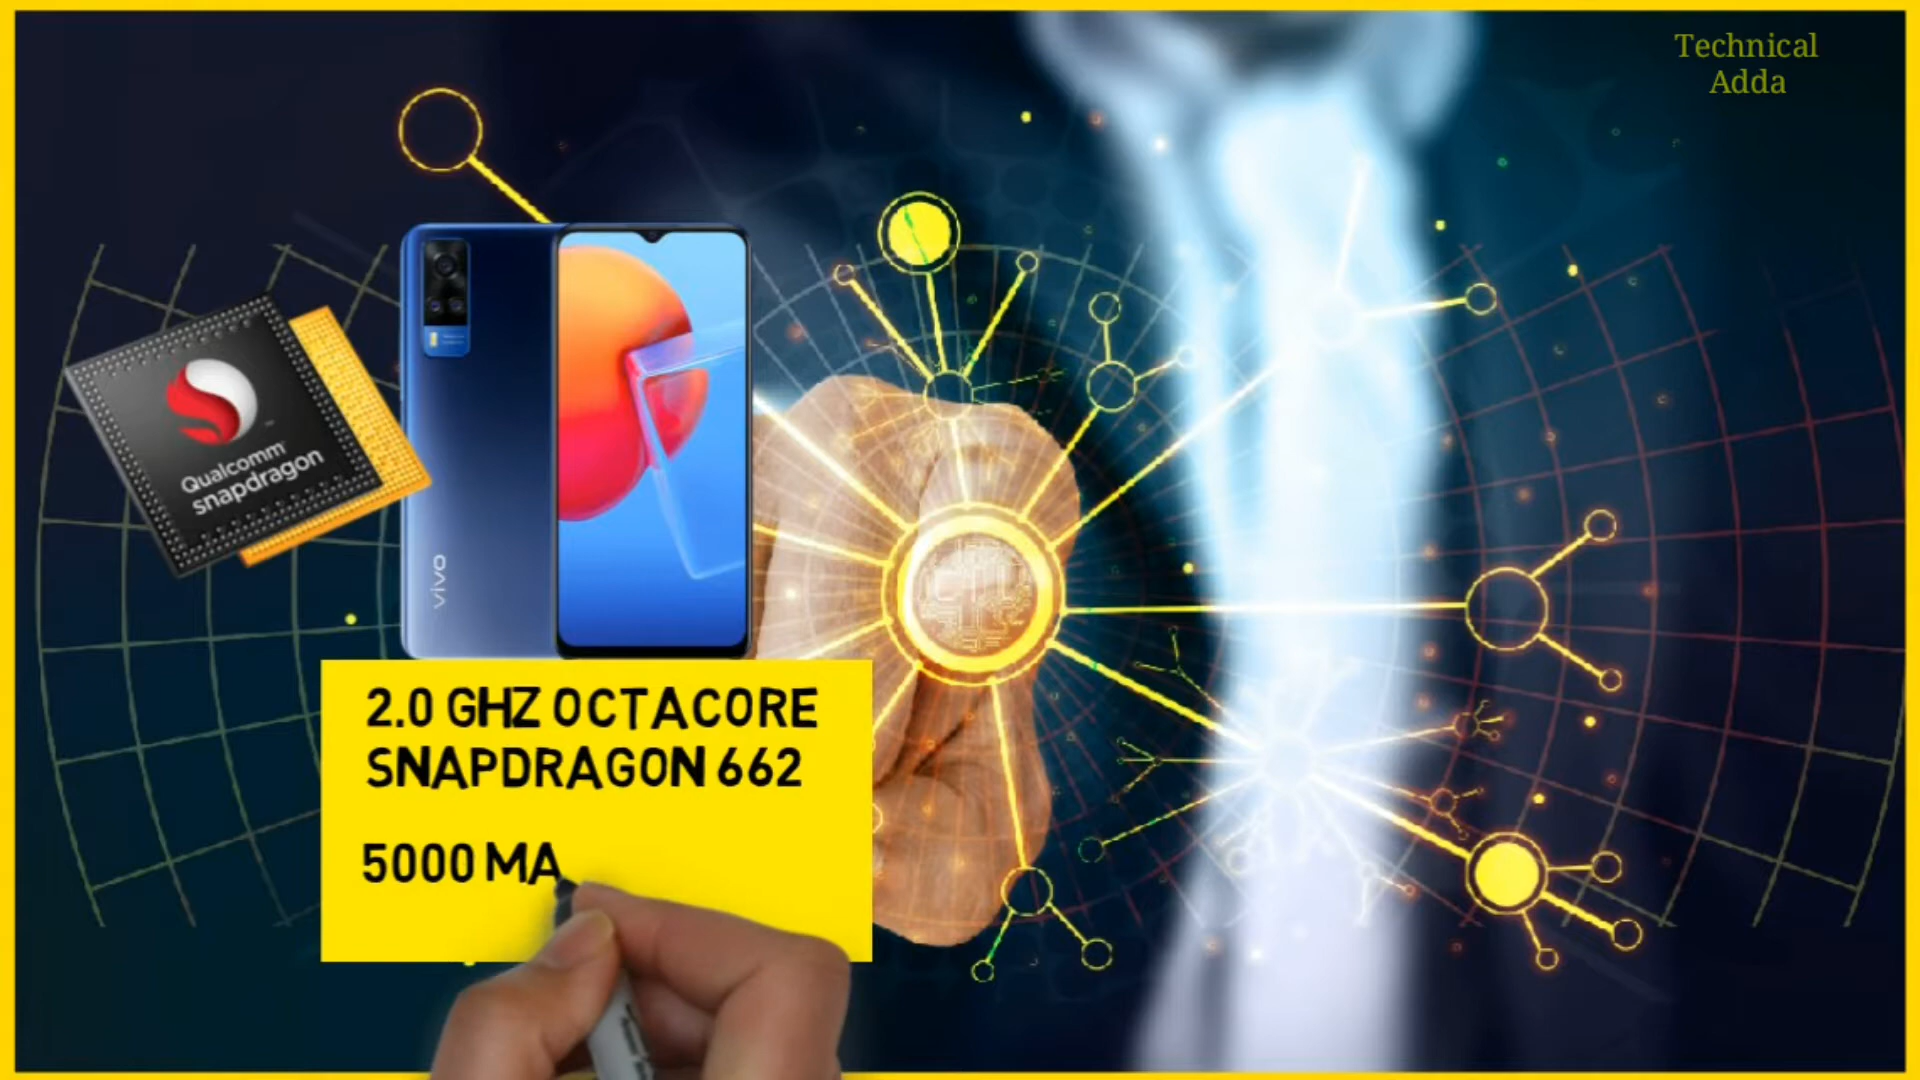 Technical
Adda
Qualcomm
snapdragon
vivo
2.0 GHZ OCTACORE
SNAPDRAGON 662
5000 MA